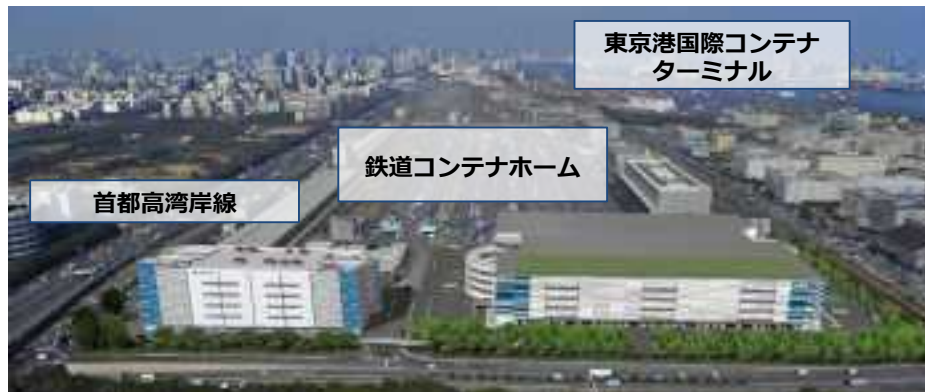 東京港国際コンテナ
ターミナル
鉄道コンテナホーム
首都高湾岸線